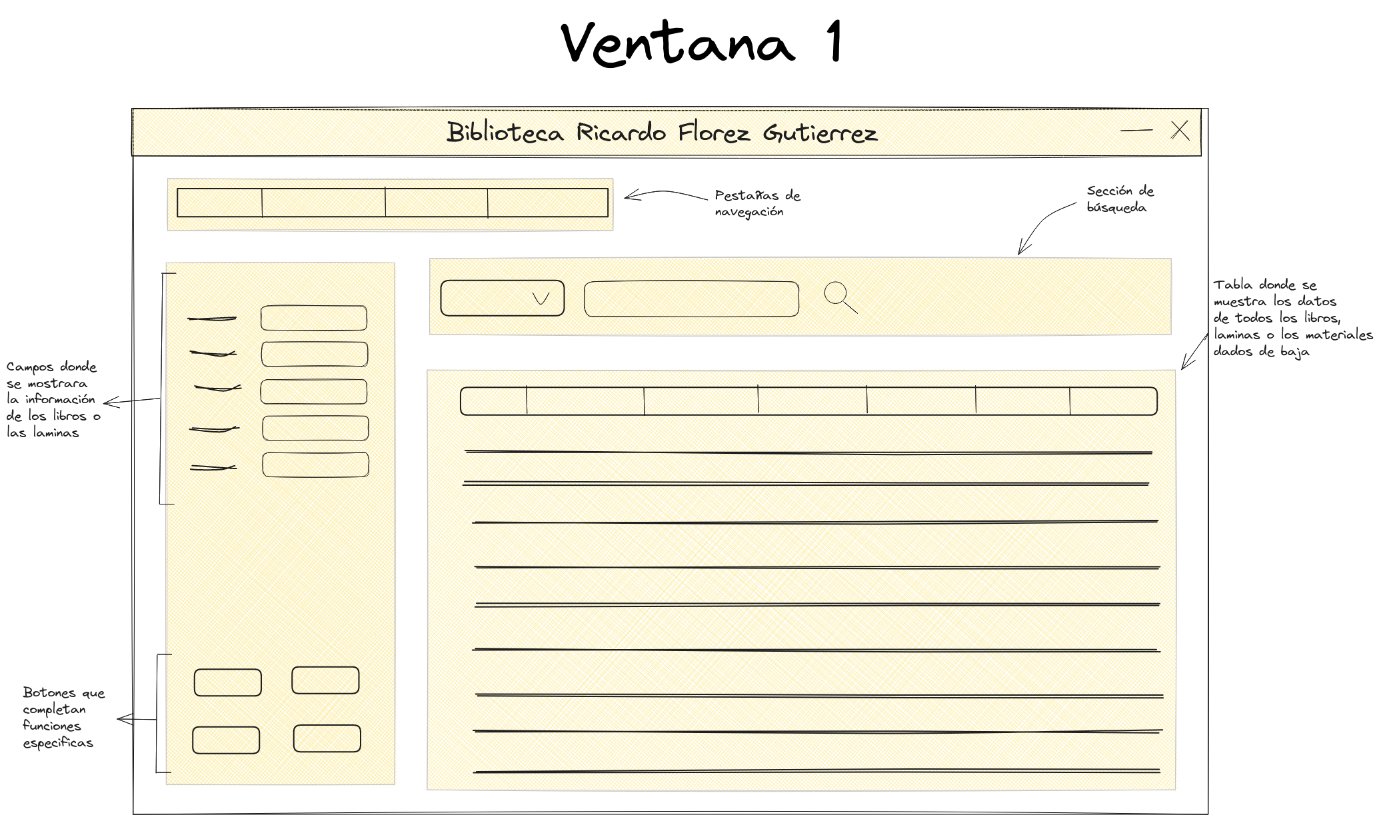 Ventana 1
Biblioteca Ricardo Florez Gutierrez
Pestañas de
navegación
Sección de
búsqueda
Tabla donde se
muestra los datos
de todos los libros,
laminas o los materiales
dados de baja
Campos donde
se mostrara
la información
de los libros o
las laminas
Botones que
completan
funciones
especificas